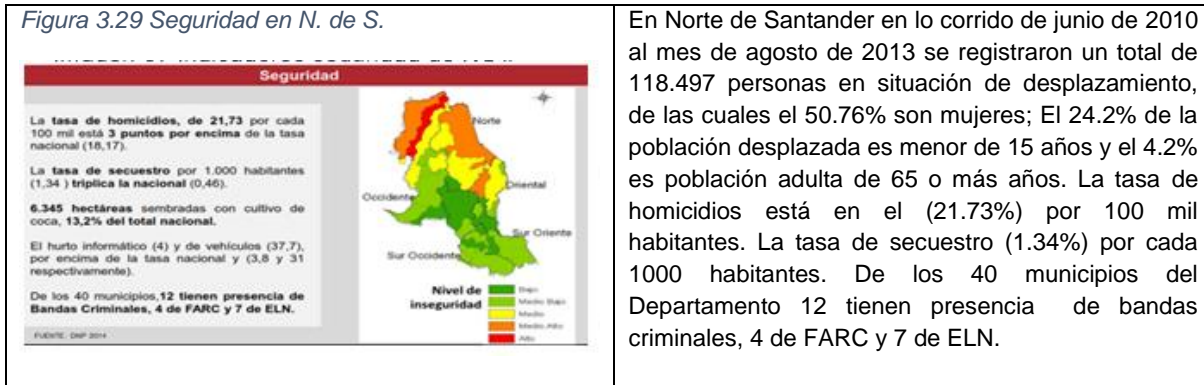 Figura 3.29 Seguridad en N. de S.
Seguridad
La tasa de homicidios, de 21,73 por cada
100 mil está 3 puntos por encima de la tasa
nacional (18,17).
La tasa de secuestro por 1.000 habitantes
(1,34 ) triplica la nacional (0,46).
6.345 hectáreas sembradas con cultivo de
coca, 13,2% del total nacional.
El hurto informático (4) y de vehículos (37,7),
por encima de la tasa nacional y (3,8 y 31
respectivamente).
De los 40 municipios,12 tienen presencia de
Bandas Criminales, 4 de FARC y 7 de ELN.
FUENTE: DNP 2014
Norte
Oriental
Occidente
Sur Oriente
Sur Occidente
Nivel de
inseguridad
Bajo
Medio Bajo
Medio
Medio Alto
Alto
En Norte de Santander en lo corrido de junio de 2010
al mes de agosto de 2013 se registraron un total de
118.497 personas en situación de desplazamiento,
de las cuales el 50.76% son mujeres; El 24.2% de la
población desplazada es menor de 15 años y el 4.2%
es población adulta de 65 o más años. La tasa de
homicidios está en el (21.73%) por 100 mil
habitantes. La tasa de secuestro (1.34%) por cada
1000 habitantes. De los 40 municipios del
Departamento 12 tienen presencia de bandas
criminales, 4 de FARC y 7 de ELN.